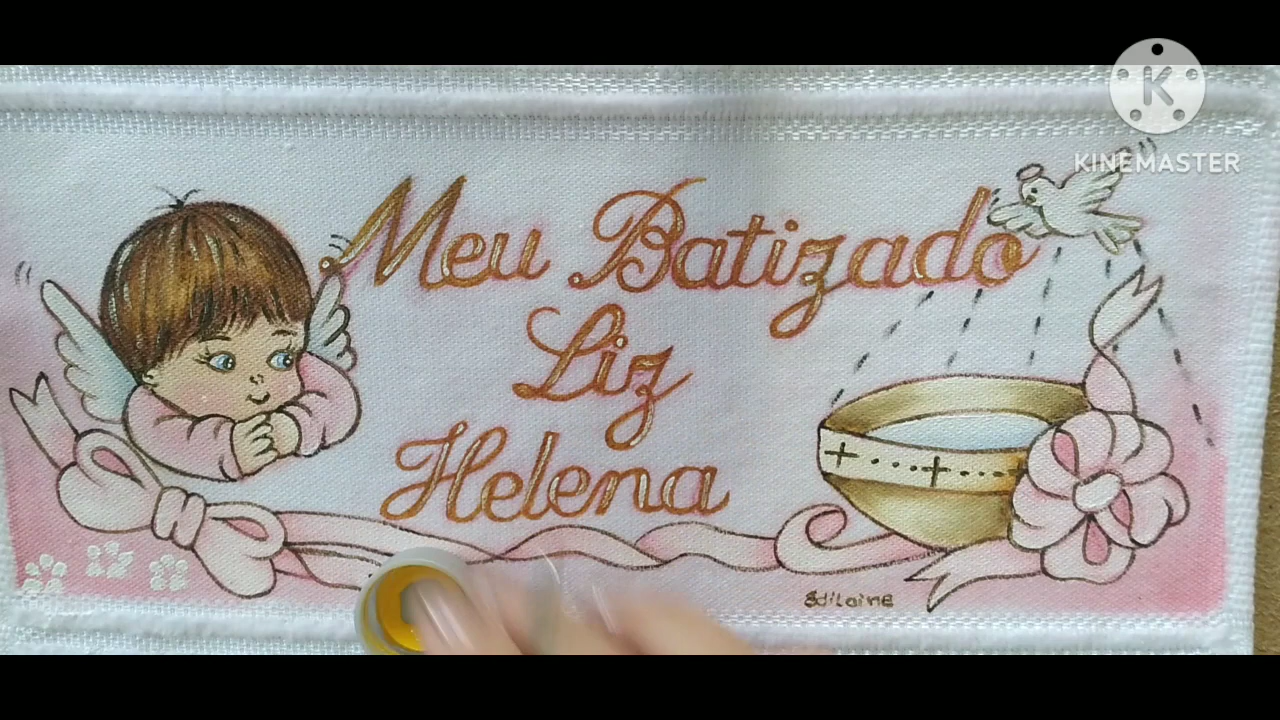 K
KINEMASTER
Meu Batizado
Liz
Helena
Edilaine